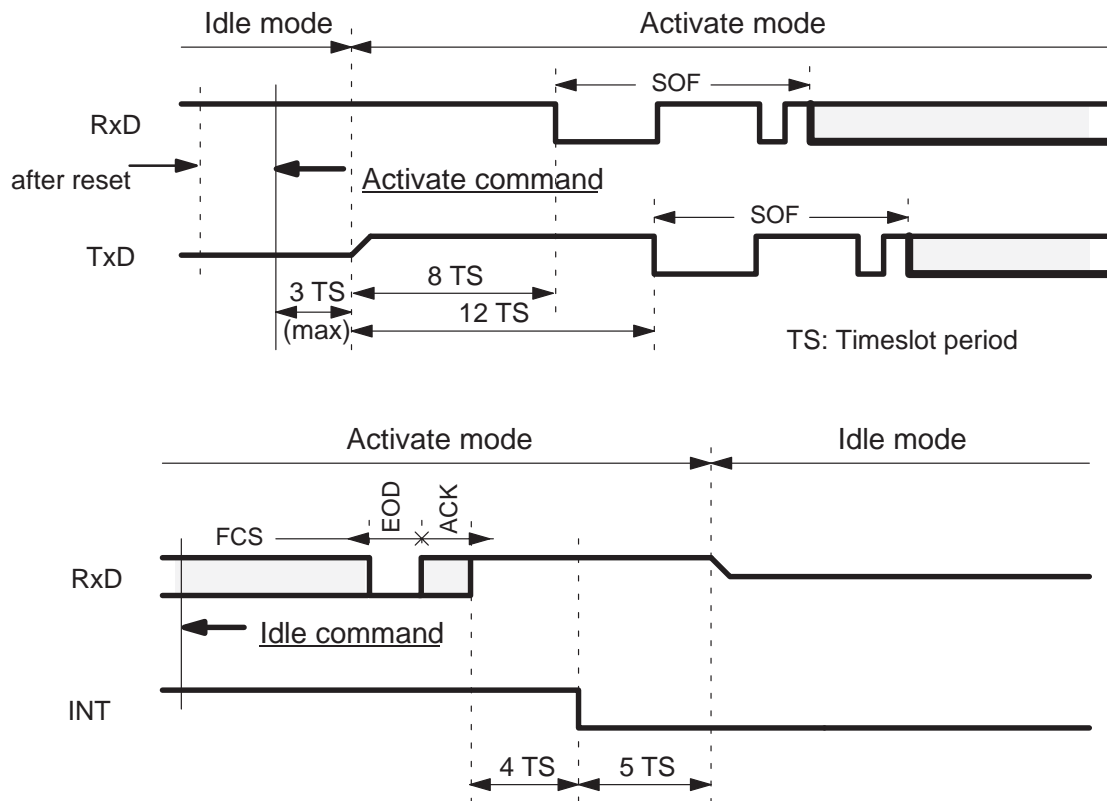 Idle mode
Activate mode
SOF
RxD
after reset
Activate command
SOF
TxD
8 TS
3 TS
(max)
12 TS
TS: Timeslot period
Activate mode
Idle mode
EOD
ACK
FCS
RxD
Idle command
INT
4 TS
5 TS